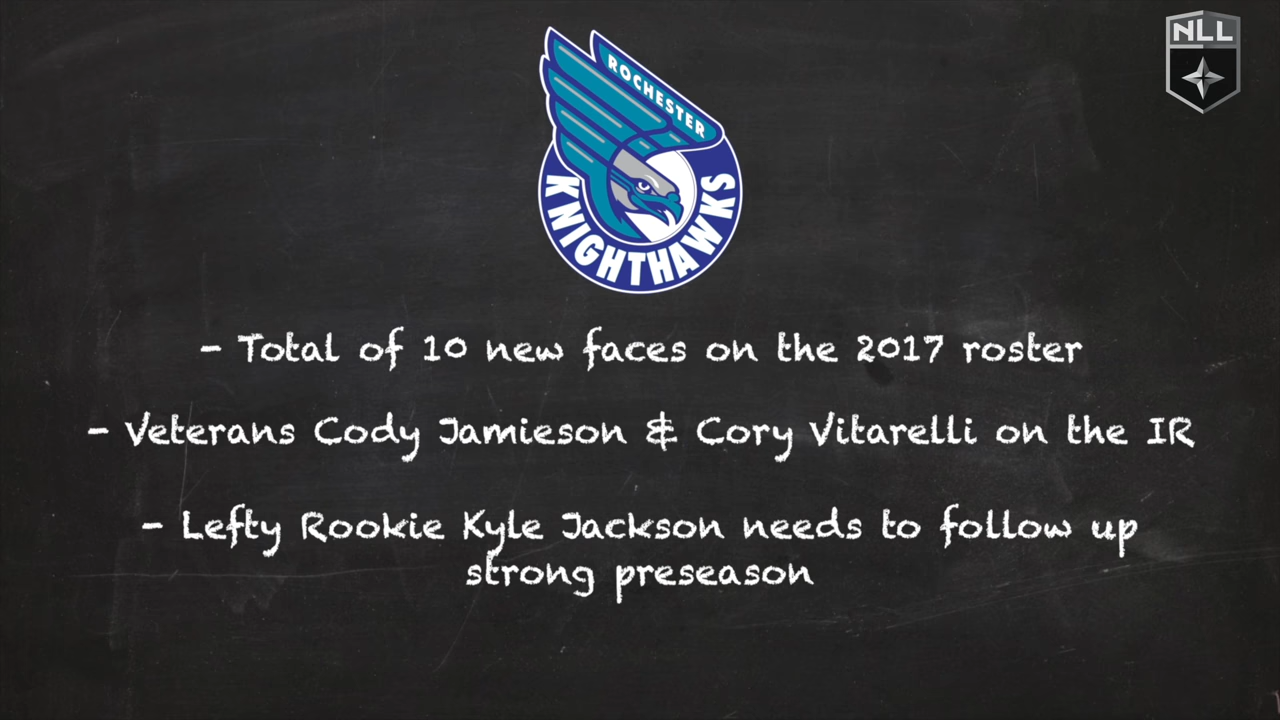 NLL
ROCHESTER
KNIGHTHAWKS
- Total of 10 new faces on the 2017 roster
- Veterans Cody Jamieson & Cory Vitarelli on the IR
- Lefty Rookie Kyle Jackson needs to follow up
strong preseason